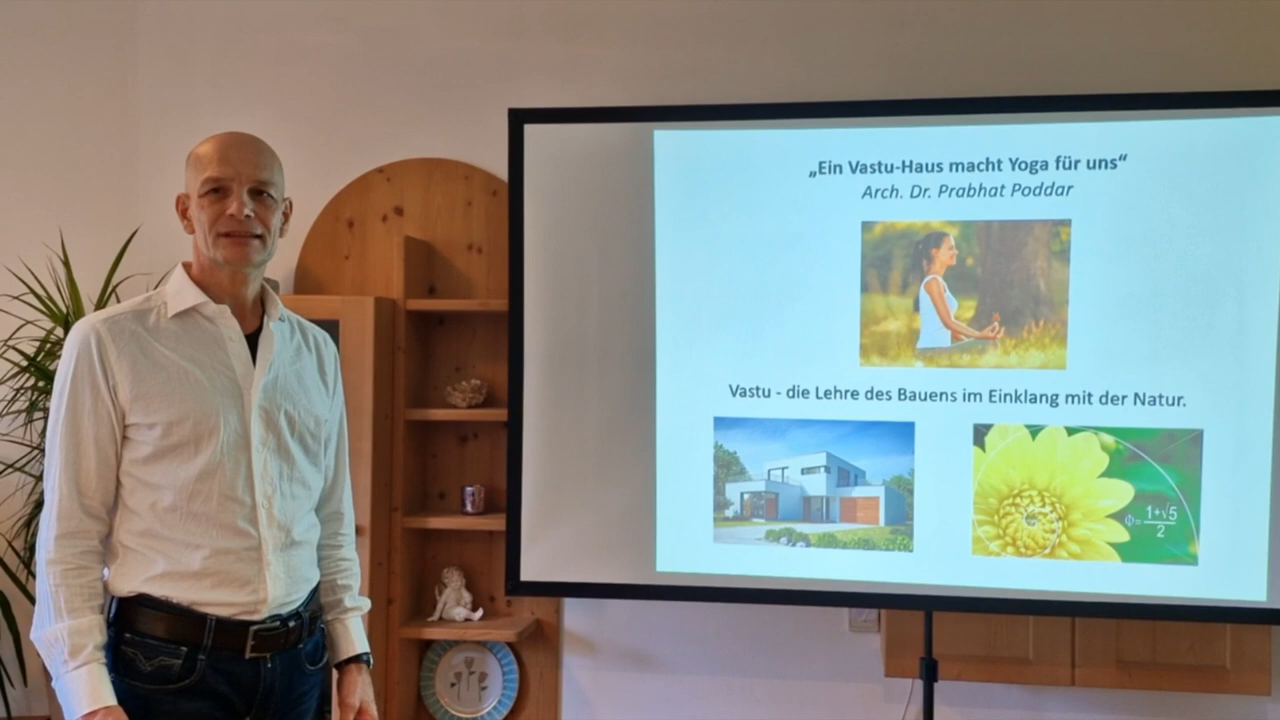 „Ein Vastu-Haus macht Yoga für uns“
Arch. Dr. Prabhat Poddar
Vastu - die Lehre des Bauens im Einklang mit der Natur.
Φ= 1+√5
2